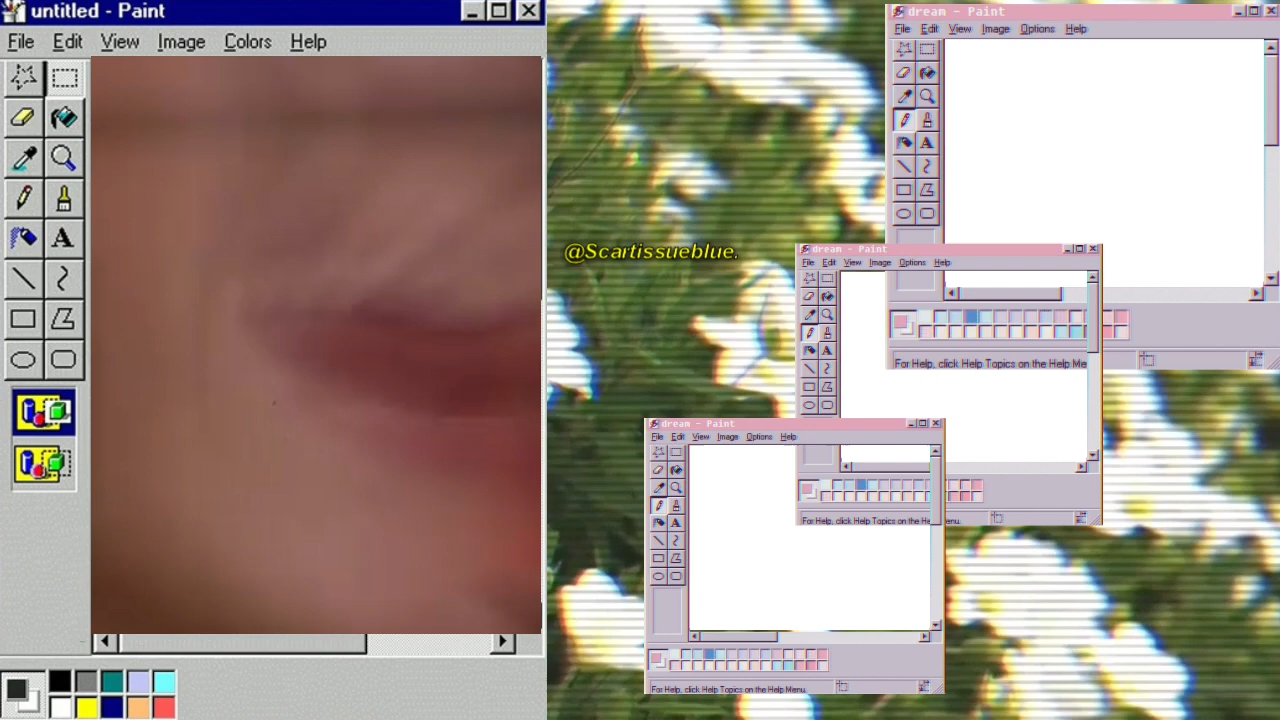 untitled - Paint
File Edit View Image Colors Help
A
@Scartissueblue.
dream - Paint
File Edit View Image Options Help
A
For Help, click Help Topics on the Help Me
dream - Paint
File Edit View Image Options Help
A
For Help, click Help Topics on the He
enu.
dream - Paint
File Edit View Image Options Help
A
For Help, click Help Topics on the Help Menu.